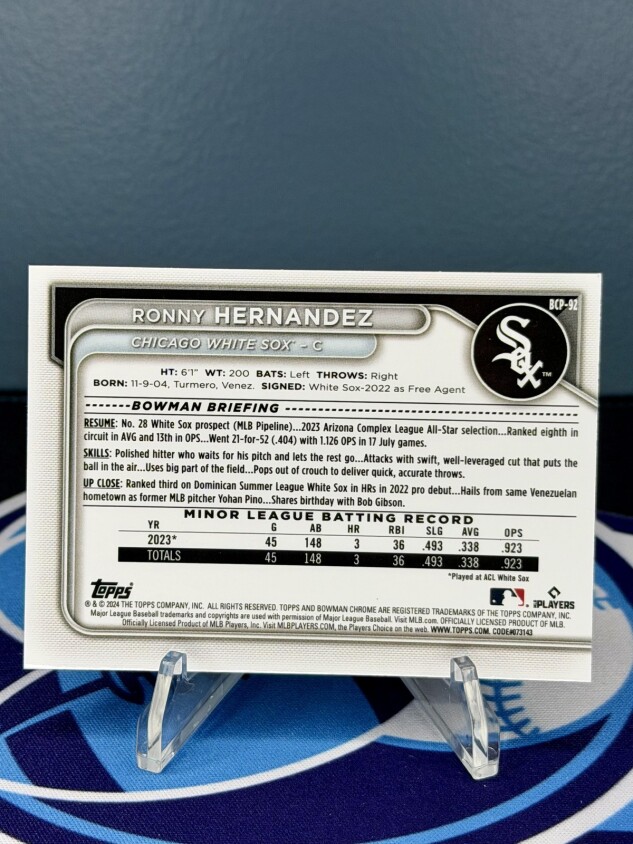 BCP-92
RONNY HERNANDEZ
CHICAGO WHITE SOX™ - C
Sox™
HT: 6'1" WT: 200 BATS: Left THROWS: Right
BORN: 11-9-04, Turmero, Venez. SIGNED: White Sox-2022 as Free Agent
BOWMAN BRIEFING
RESUME: No. 28 White Sox prospect (MLB Pipeline)...2023 Arizona Complex League All-Star selection...Ranked eighth in
circuit in AVG and 13th in OPS...Went 21-for-52 (.404) with 1.126 OPS in 17 July games.
SKILLS: Polished hitter who waits for his pitch and lets the rest go...Attacks with swift, well-leveraged cut that puts the
ball in the air...Uses big part of the field...Pops out of crouch to deliver quick, accurate throws.
UP CLOSE: Ranked third on Dominican Summer League White Sox in HRs in 2022 pro debut...Hails from same Venezuelan
hometown as former MLB pitcher Yohan Pino...Shares birthday with Bob Gibson.
MINOR LEAGUE BATTING RECORD
YR G AB HR RBI SLG AVG OPS
2023* 45 148 3 36 .493 .338 .923
TOTALS 45 148 3 36 .493 .338 .923
*Played at ACL White Sox
Topps
MLB PLAYERS
® & © 2024 THE TOPPS COMPANY, INC. ALL RIGHTS RESERVED. TOPPS AND BOWMAN CHROME ARE REGISTERED TRADEMARKS OF THE TOPPS COMPANY, INC.
Major League Baseball trademarks and copyrights are used with permission of Major League Baseball. Visit MLB.com. OFFICIALLY LICENSED PRODUCT OF MLB.
Officially Licensed Product of MLB Players, Inc. Visit MLBPLAYERS.COM, the Players Choice on the web. WWW.TOPPS.COM. CODE#073143